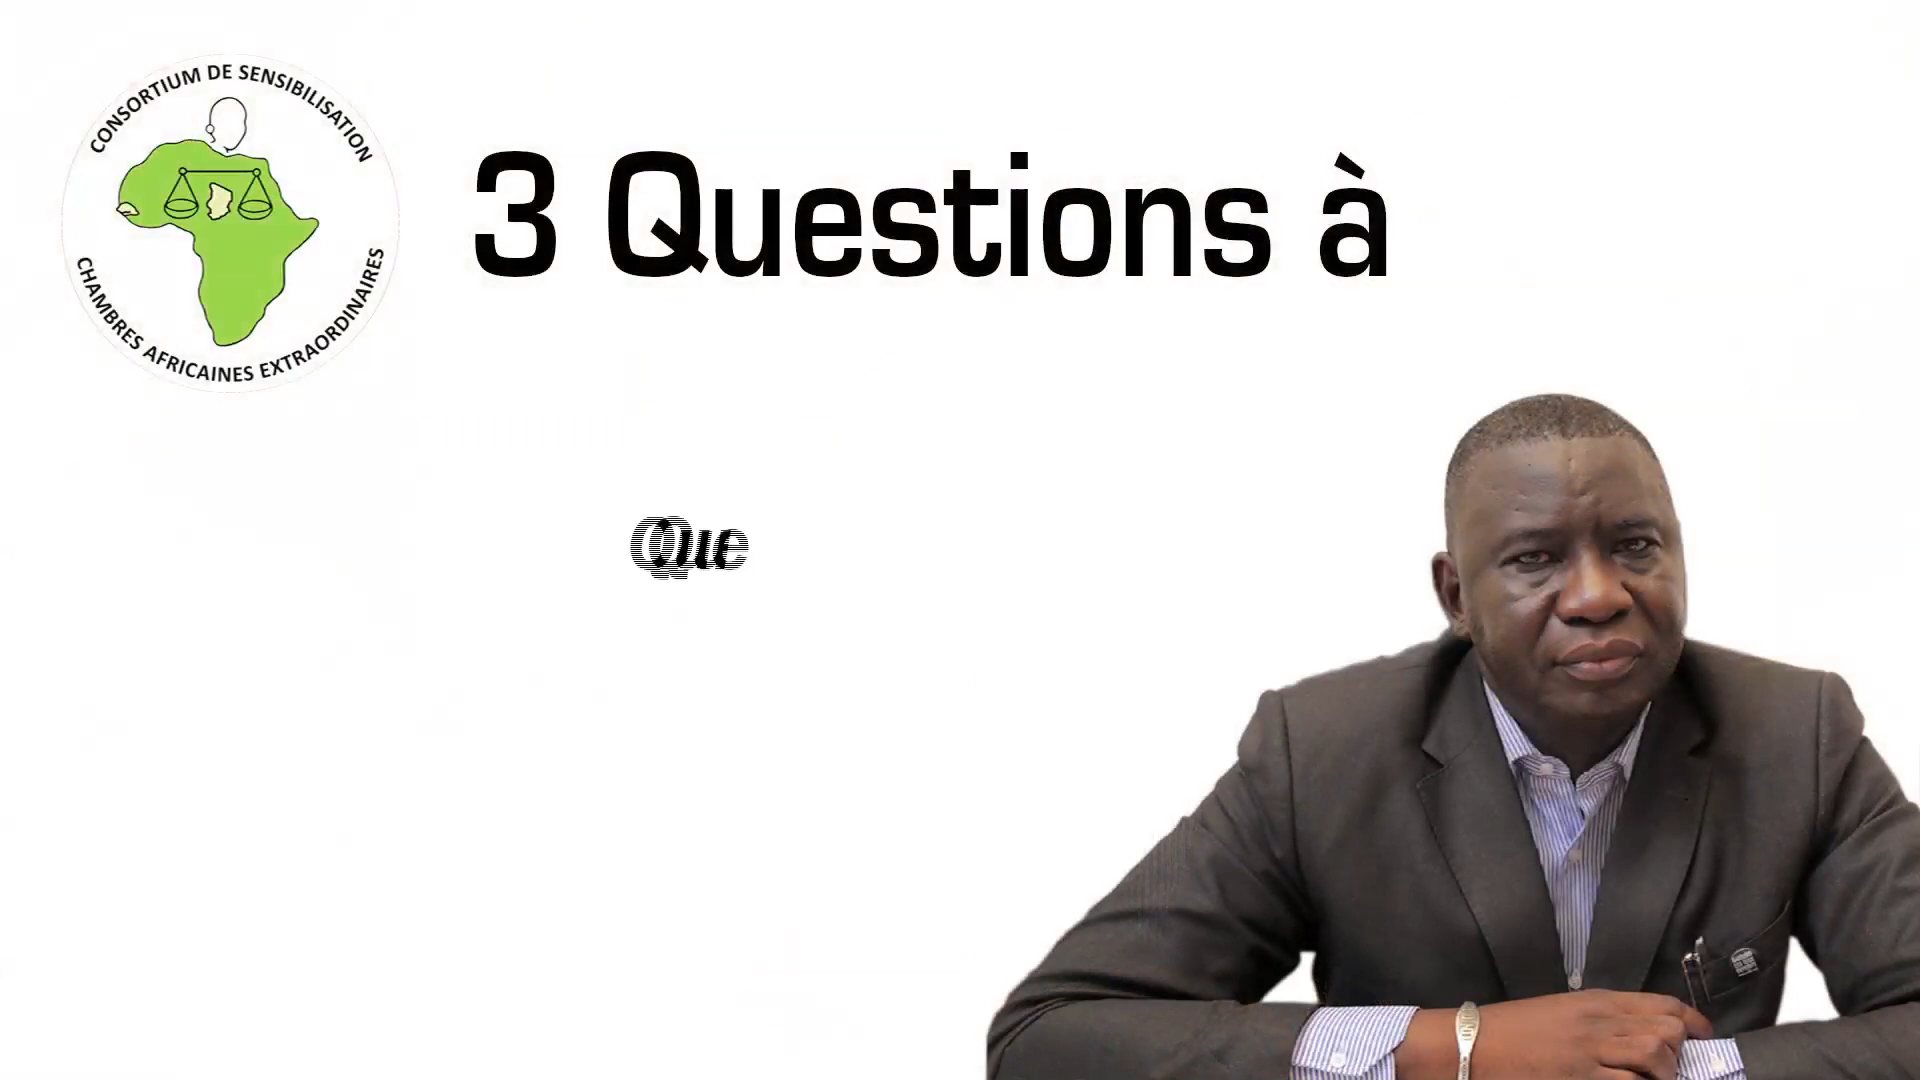 CONSORTIUM DE SENSIBILISATION
CHAMBRES AFRICAINES EXTRAORDINAIRES
3 Questions à
Que